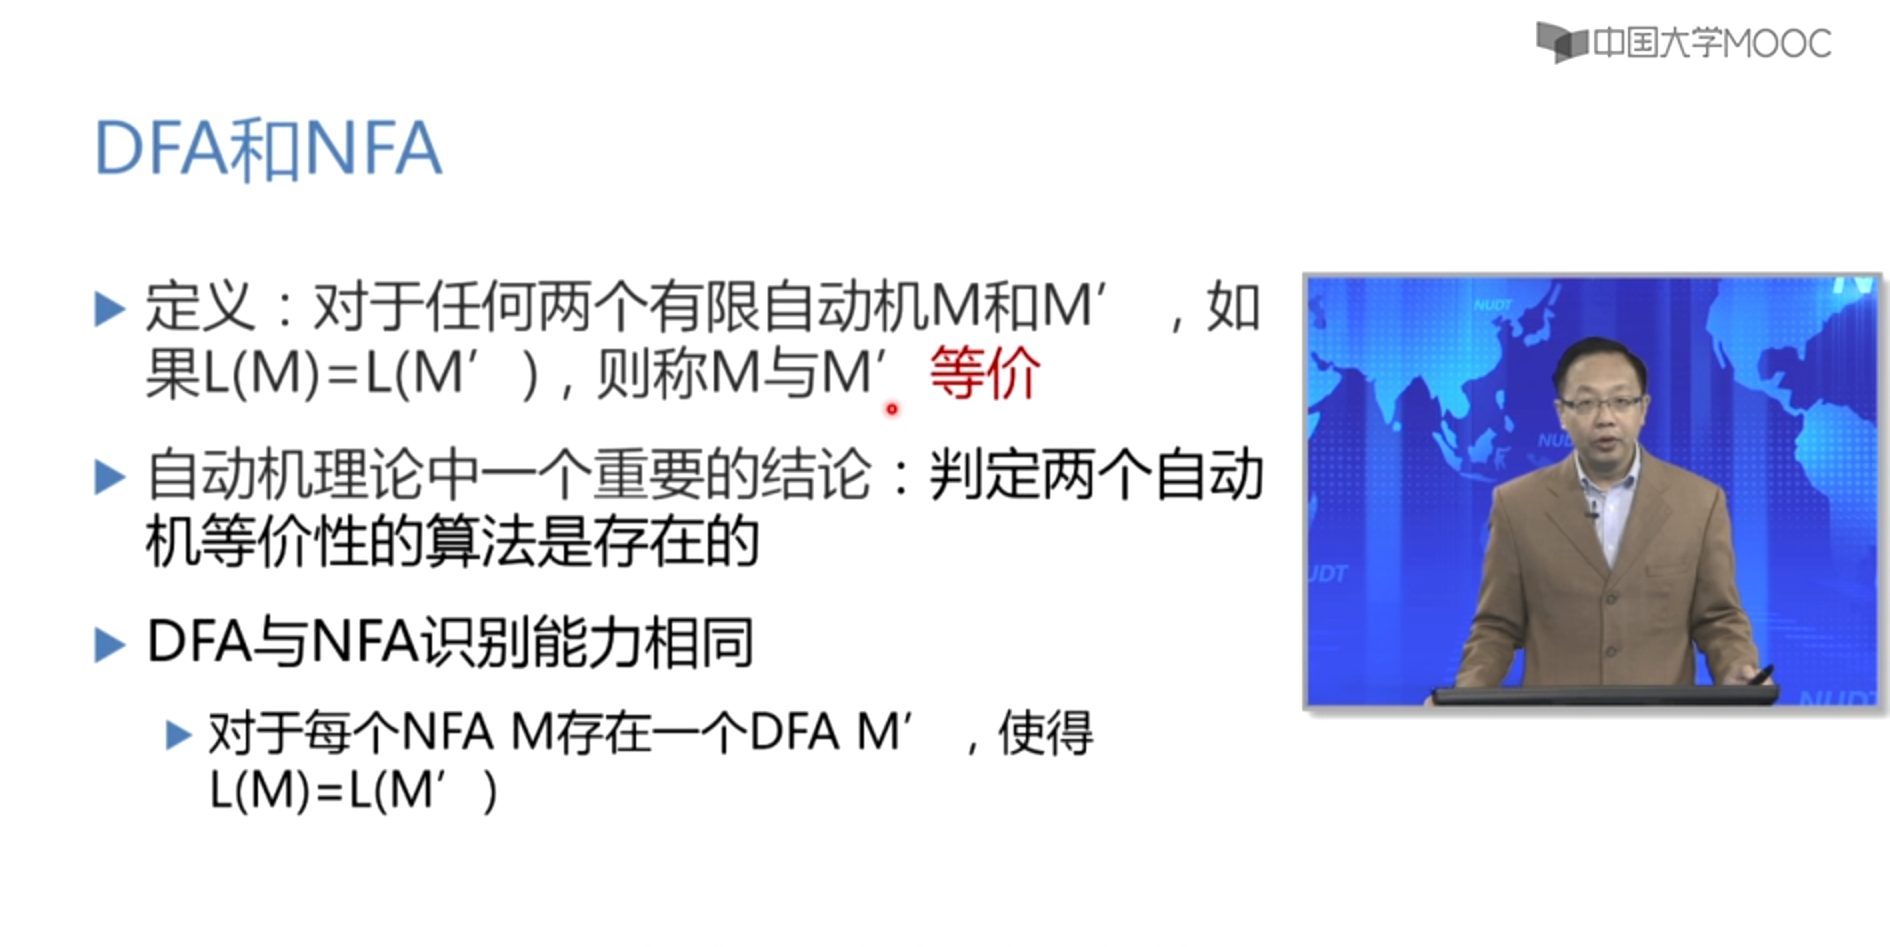 中国大学MOOC
DFA和NFA
定义：对于任何两个有限自动机M和M′，如
果L(M)=L(M′)，则称M与M′等价
自动机理论中一个重要的结论：判定两个自动
机等价性的算法是存在的
DFA与NFA识别能力相同
对于每个NFA M存在一个DFA M′，使得
L(M)=L(M′)
NUDT
NUDT